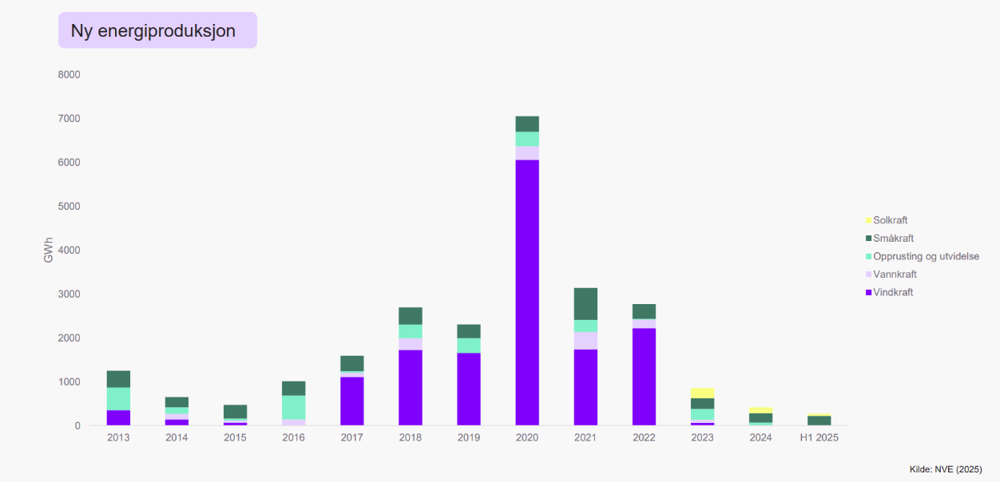 Ny energiproduksjon
8000
7000
6000
5000
4000
3000
2000
1000
0
GWh
2013 2014 2015 2016 2017 2018 2019 2020 2021 2022 2023 2024 H1 2025
Solkraft
Småkraft
Opprusting og utvidelse
Vannkraft
Vindkraft
Kilde: NVE (2025)